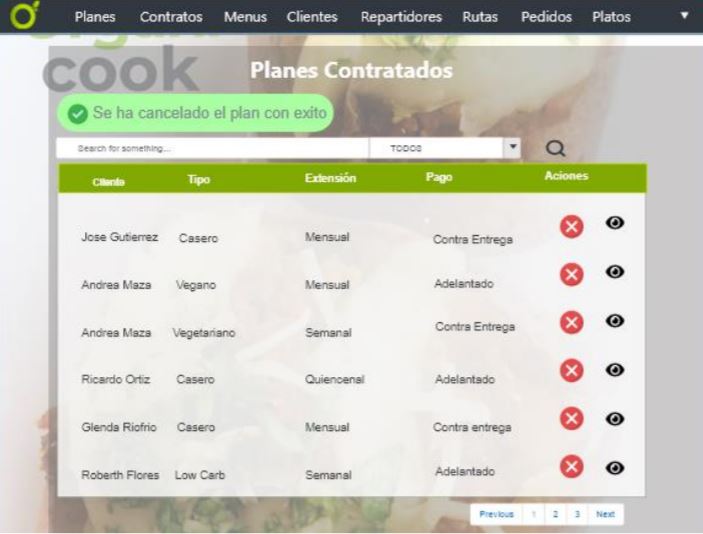 Planes Contratos Menus Clientes Repartidores Rutas Pedidos Platos
cook
Planes Contratados
Se ha cancelado el plan con exito
Search for something... TODOS
Cliente Tipo Extensión Pago Aciones
Jose Gutierrez Casero Mensual Contra Entrega
Andrea Maza Vegano Mensual Adelantado
Andrea Maza Vegetariano Semanal Contra Entrega
Ricardo Ortiz Casero Quiencenal Adelantado
Glenda Riofrio Casero Mensual Contra entrega
Roberth Flores Low Carb Semanal Adelantado
Previous 1 2 3 Next